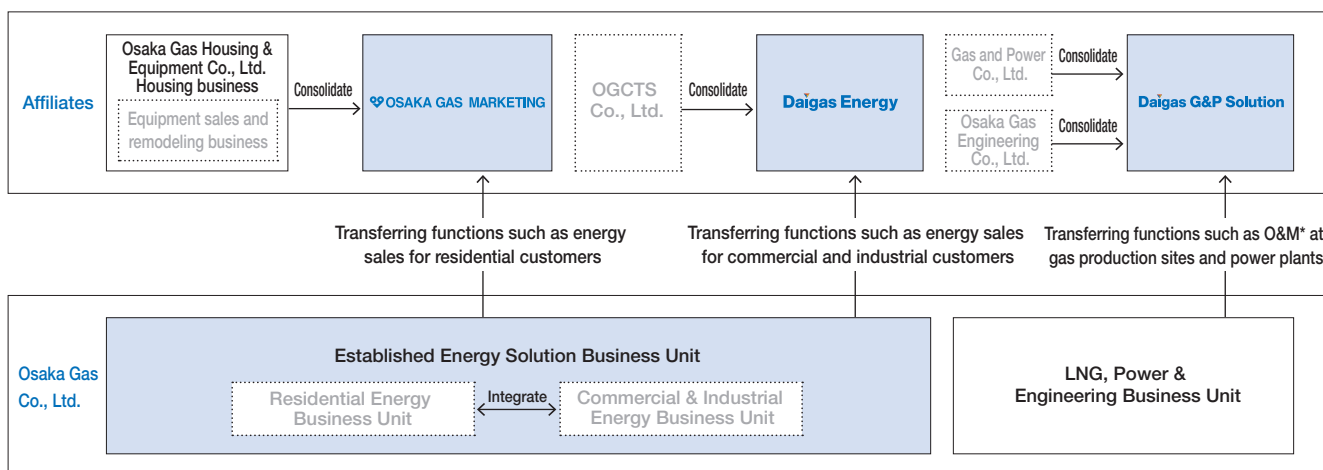 Affiliates
Osaka Gas Housing &
Equipment Co., Ltd.
Housing business
Equipment sales and
remodeling business
Consolidate
OSAKA GAS MARKETING
OGCTS
Co., Ltd.
Consolidate
Daigas Energy
Gas and Power
Co., Ltd.
Consolidate
Osaka Gas
Engineering
Co., Ltd.
Consolidate
Daigas G&P Solution
Transferring functions such as energy
sales for residential customers
Transferring functions such as energy sales
for commercial and industrial customers
Transferring functions such as O&M* at
gas production sites and power plants
Osaka Gas
Co., Ltd.
Established Energy Solution Business Unit
Residential Energy
Business Unit
Integrate
Commercial & Industrial
Energy Business Unit
LNG, Power &
Engineering Business Unit